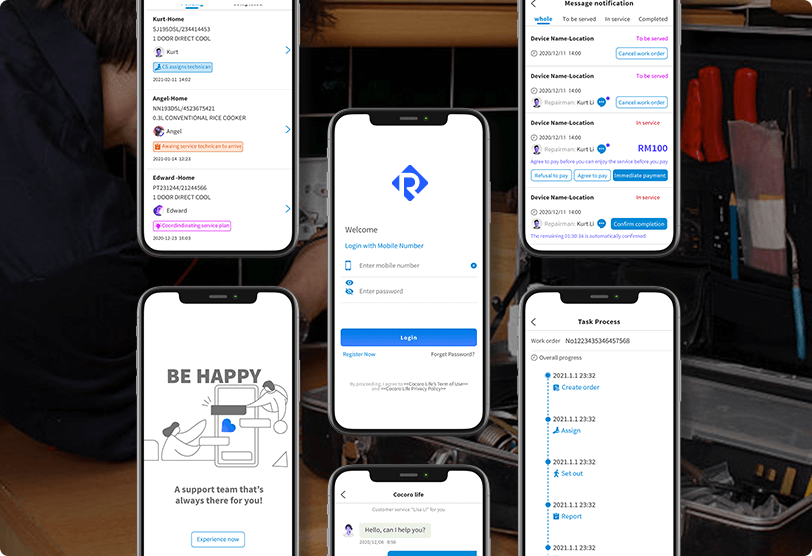 Kurt-Home
SJ195DSL/234414453
1 DOOR DIRECT COOL
Kurt
CS assigns technican
2021-02-11 14:02
Angel-Home
NN193DSL/4523675421
0.3L CONVENTIONAL RICE COOKER
Angel
Awaing service technican to arrive
2021-01-14 12:23
Edward -Home
PT231244/21244566
1 DOOR DIRECT COOL
Edward
Coordindinating service plan
2020-12-23 16:03
BE HAPPY
A support team that's
always there for you!
Experience now
Welcome
Login with Mobile Number
Enter mobile number
Enter password
Login
Register Now Forgot Password?
By proceeding, I agree to <<Cocoro Life's Term of Use>>
and <<Cocoro Life Privacy Policy>>
Cocoro life
Customer service "Lisa Li" for you
Hello, can I help you?
2020/12/06 8:56
Message notification
whole To be served In service Completed
Device Name-Location To be served
2020/12/11 14:00 Cancel work order
Device Name-Location To be served
2020/12/11 14:00
Repairman: Kurt Li Cancel work order
Device Name-Location In service
2020/12/11 14:00
Repairman: Kurt Li RM100
Agree to pay before you can enjoy the service before you pay
Refusal to pay Agree to pay Immediate payment
Device Name-Location In service
2020/12/11 14:00
Repairman: Kurt Li Confirm completion
The remaining 01:30:34 is automatically confirmed
Task Process
Work order No1223435346457568
Overall progress
2021.1.1 23:32
Create order
2021.1.1 23:32
Assign
2021.1.1 23:32
Set out
2021.1.1 23:32
Report
2021.1.1 23:32